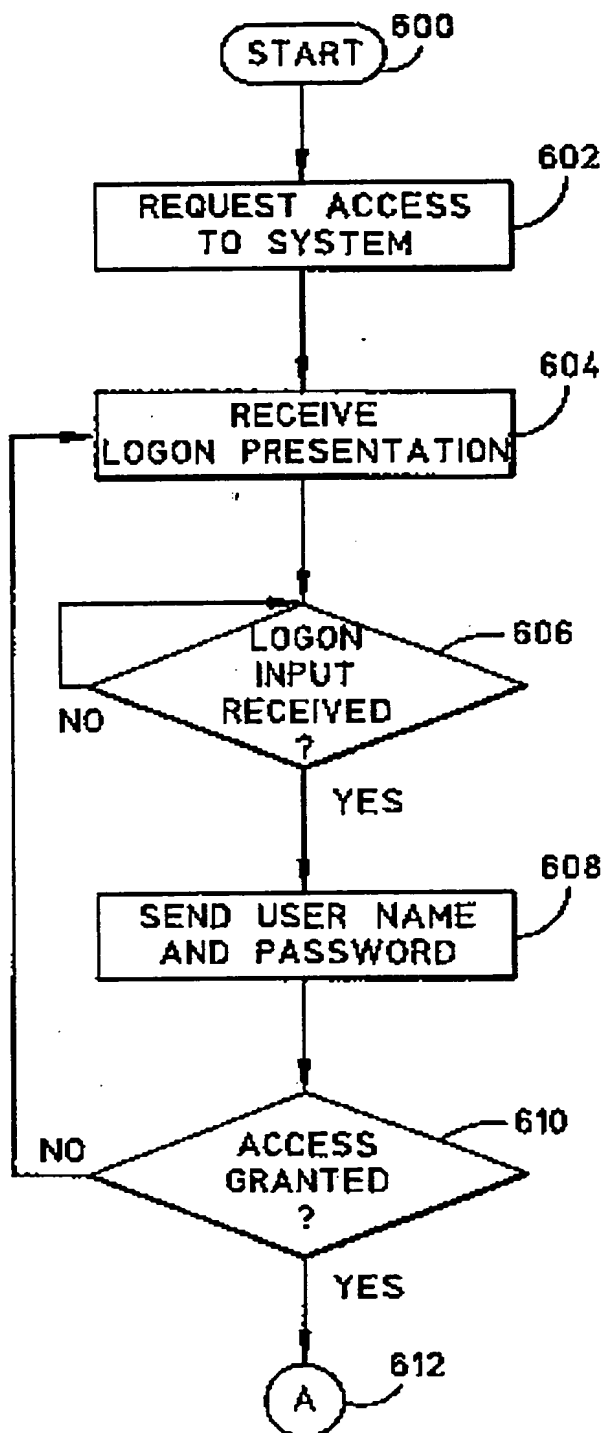 START
600
REQUEST ACCESS
TO SYSTEM
602
RECEIVE
LOGON PRESENTATION
604
LOGON
INPUT
RECEIVED
?
606
NO
YES
SEND USER NAME
AND PASSWORD
608
ACCESS
GRANTED
?
610
NO
YES
A
612